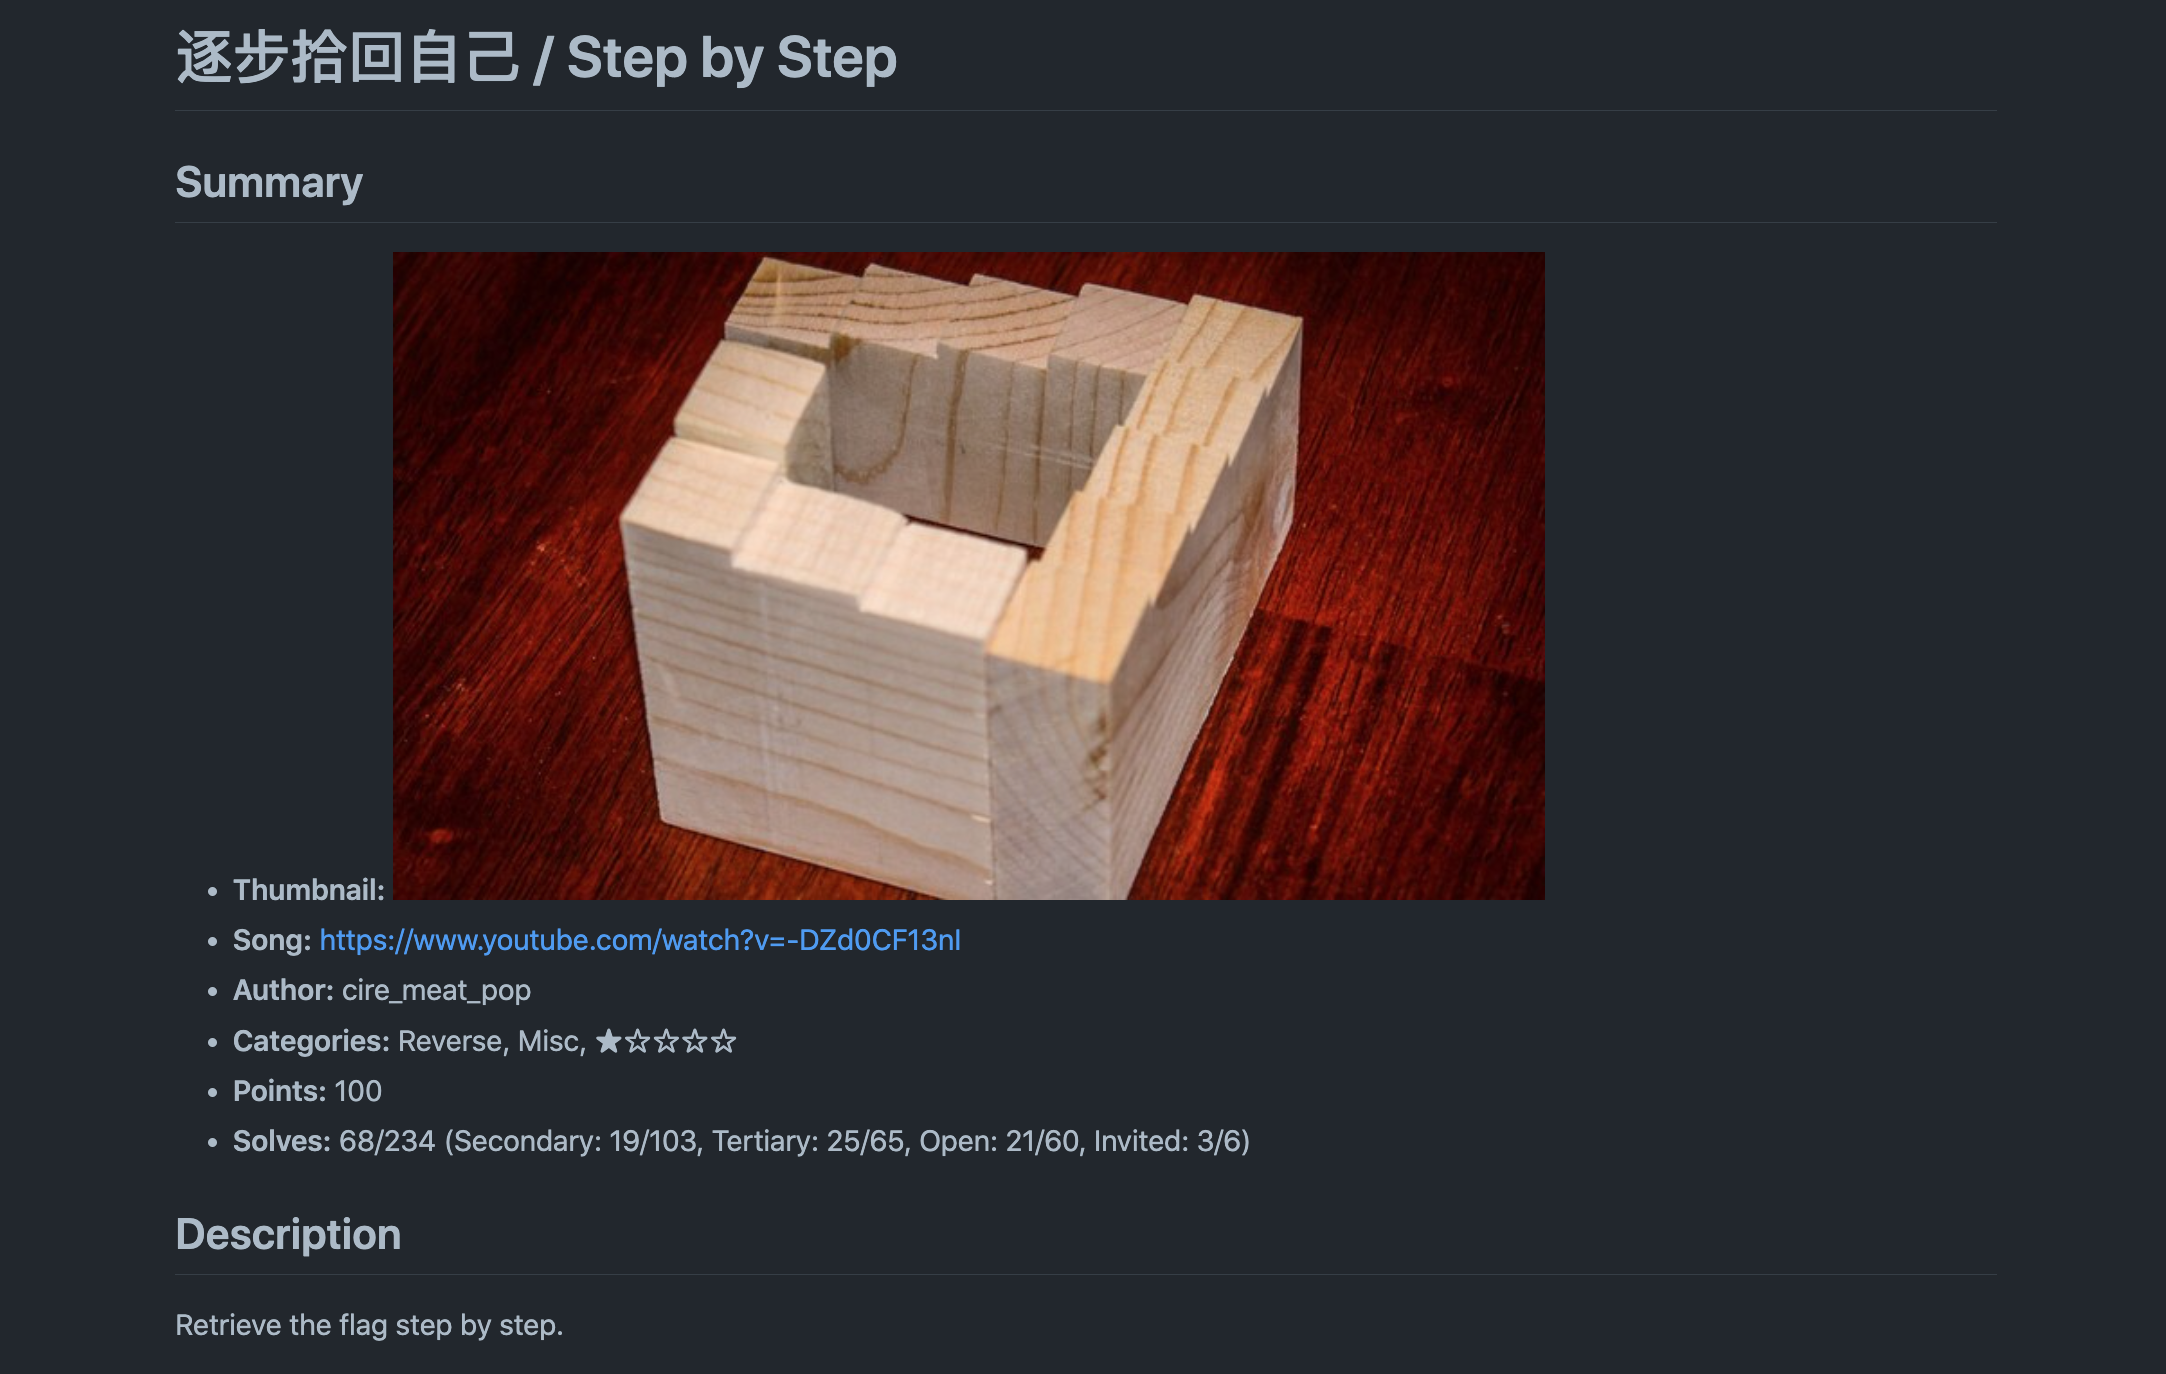 逐步拾回自己 / Step by Step
Summary
Thumbnail:
Song: https://www.youtube.com/watch?v=-DZd0CF13nI
Author: cire_meat_pop
Categories: Reverse, Misc, ★☆☆☆☆
Points: 100
Solves: 68/234 (Secondary: 19/103, Tertiary: 25/65, Open: 21/60, Invited: 3/6)
Description
Retrieve the flag step by step.